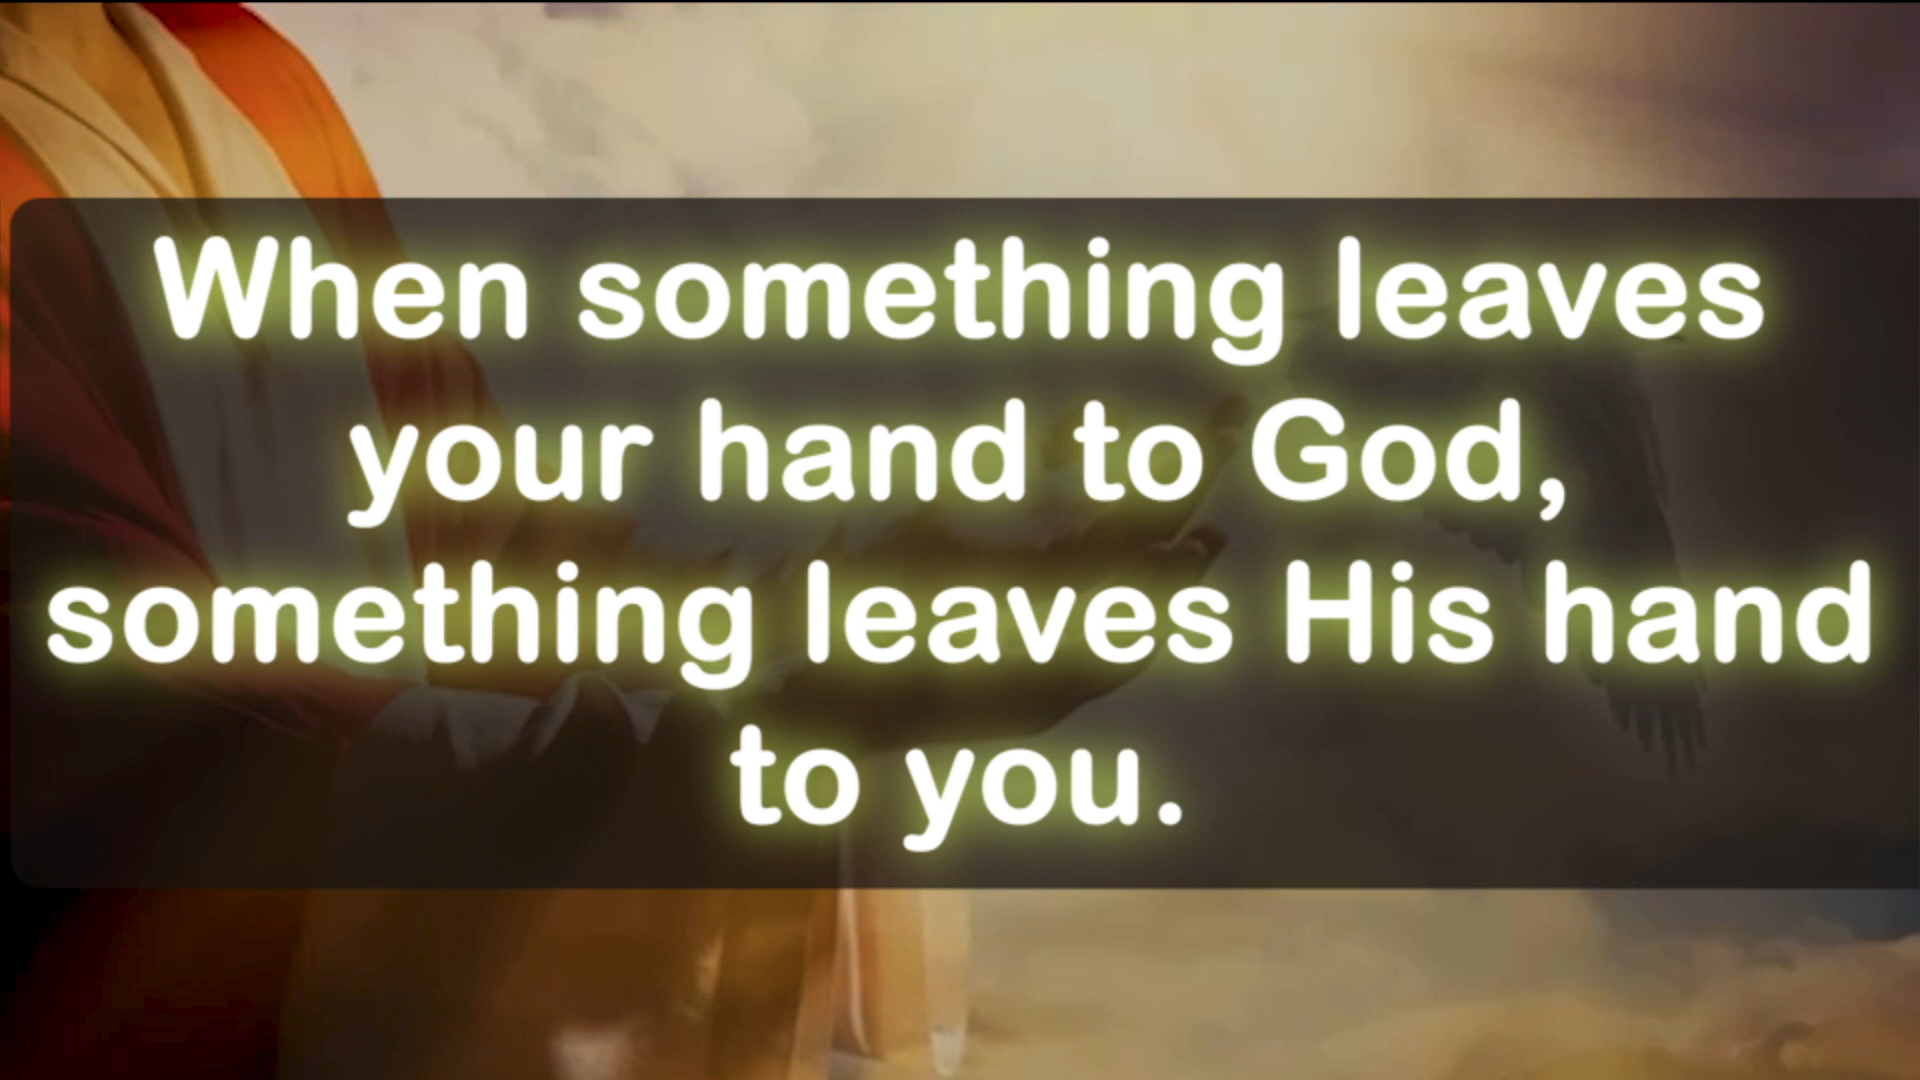 When something leaves
your hand to God,
something leaves His hand
to you.